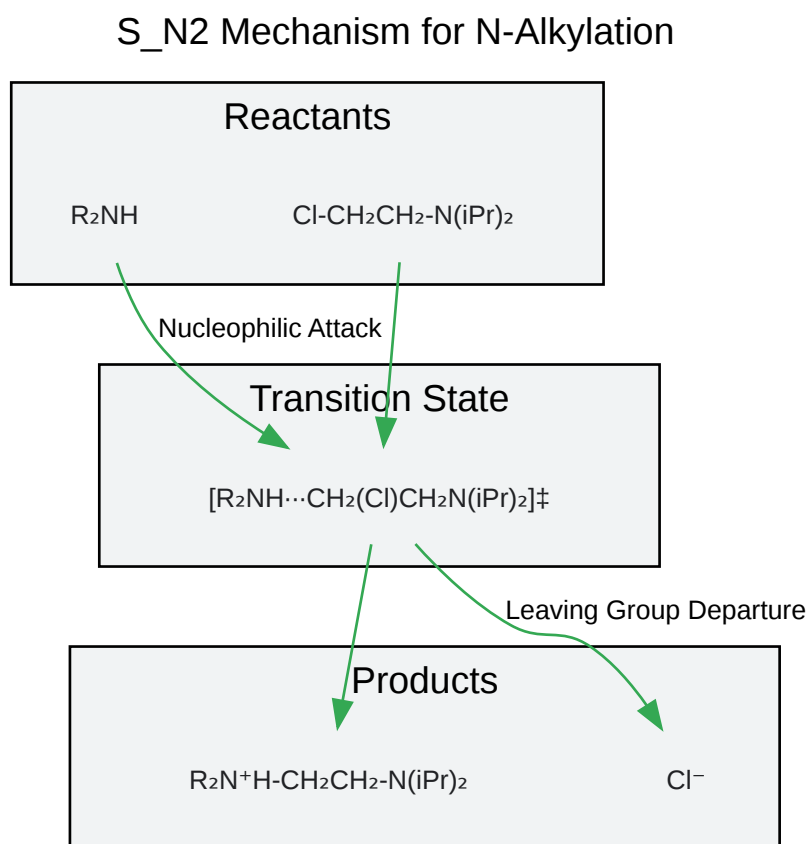 S_N2 Mechanism for N-Alkylation
Reactants
R₂NH
Cl-CH₂CH₂-N(iPr)₂
Nucleophilic Attack
Transition State
[R₂NH···CH₂(Cl)CH₂N(iPr)₂]‡
Leaving Group Departure
Products
R₂N⁺H-CH₂CH₂-N(iPr)₂
Cl⁻